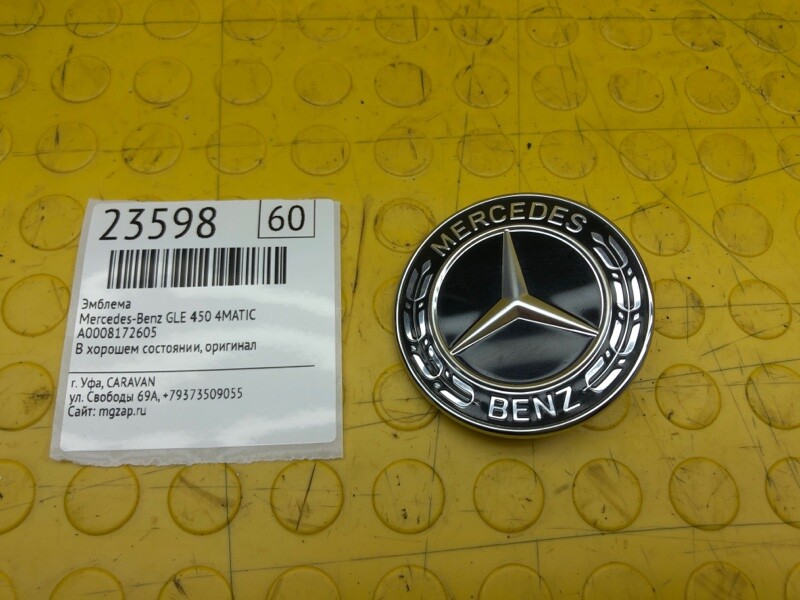 23598 60
Эмблема
Mercedes-Benz GLE 450 4MATIC
A0008172605
В хорошем состоянии, оригинал
г. Уфа, CARAVAN
ул. Свободы 69А, +79373509055
Сайт: mgzap.ru
MERCEDES
BENZ